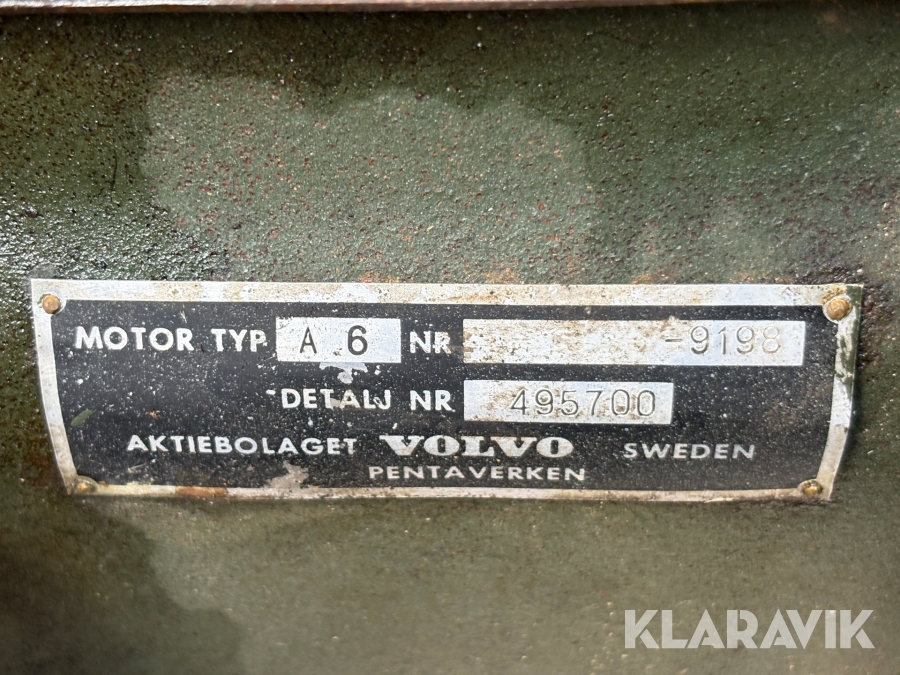 MOTOR TYP. A 6 NR -9198
DETALJ NR 495700
AKTIEBOLAGET VOLVO SWEDEN
PENTAVERKEN
KLARAVIK